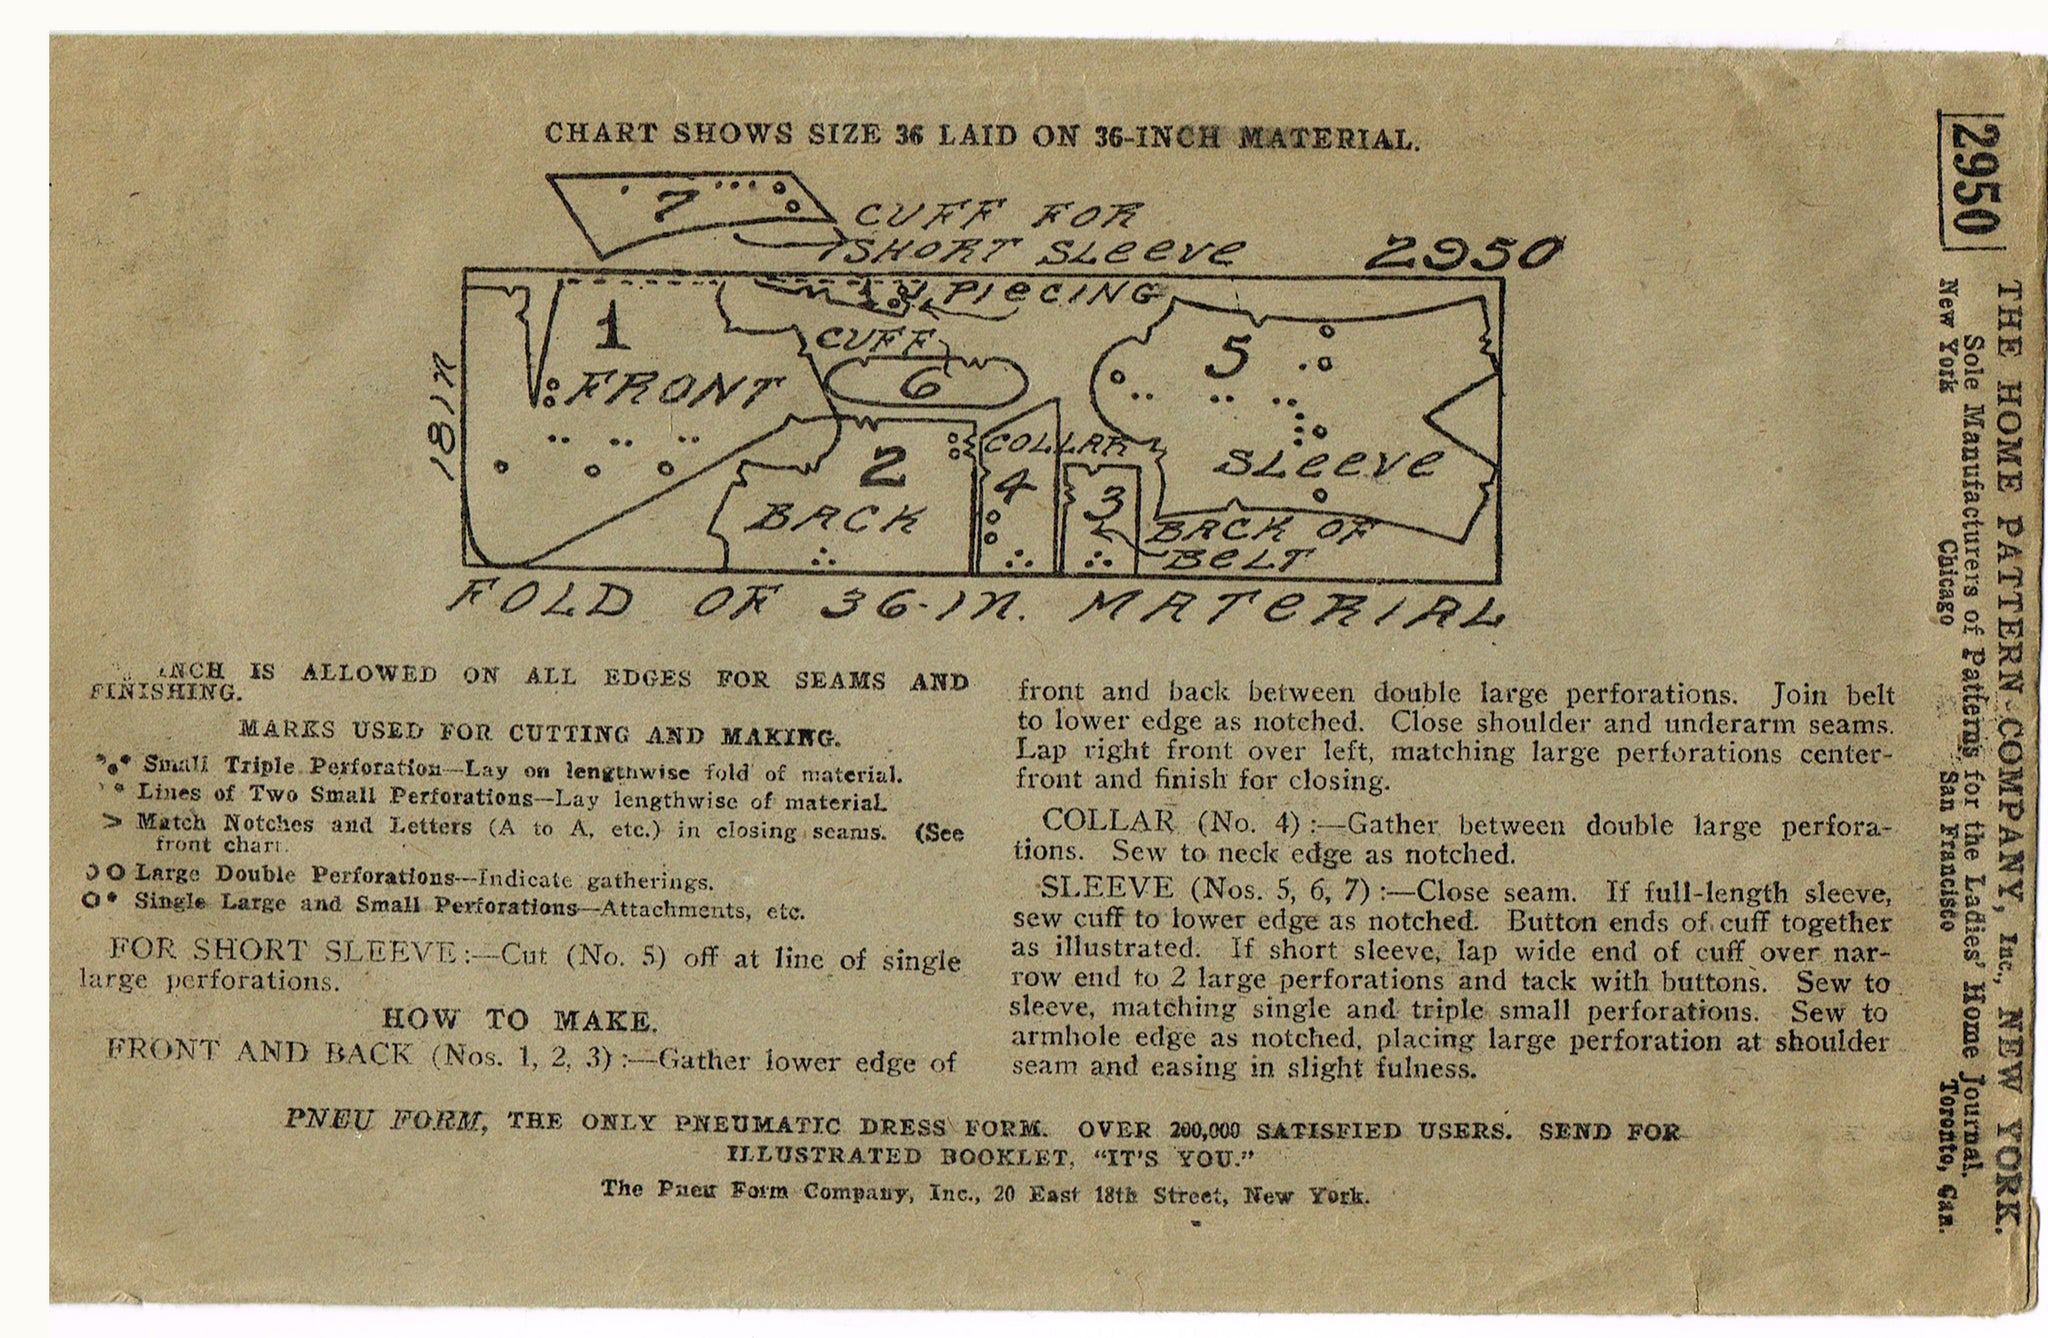 CHART SHOWS SIZE 36 LAID ON 36-INCH MATERIAL.
7
CUFF FOR
SHORT SLEEVE
2950
PIECING
1
FRONT
CUFF
6
5
SLEEVE
18 IN
2
BACK
COLLAR
4
3
BACK OF
BELT
FOLD OF 36-IN. MATERIAL
INCH IS ALLOWED ON ALL EDGES FOR SEAMS AND
FINISHING.
MARKS USED FOR CUTTING AND MAKING.
Small Triple Perforation—Lay on lengthwise fold of material.
Lines of Two Small Perforations—Lay lengthwise of material.
> Match Notches and Letters (A to A, etc.) in closing seams. (See
front chart.
Large Double Perforations—Indicate gatherings.
Single Large and Small Perforations—Attachments, etc.
FOR SHORT SLEEVE:—Cut (No. 5) off at line of single
large perforations.
HOW TO MAKE.
FRONT AND BACK (Nos. 1, 2, 3):—Gather lower edge of
front and back between double large perforations. Join belt
to lower edge as notched. Close shoulder and underarm seams.
Lap right front over left, matching large perforations center-
front and finish for closing.
COLLAR (No. 4):—Gather between double large perfora-
tions. Sew to neck edge as notched.
SLEEVE (Nos. 5, 6, 7):—Close seam. If full-length sleeve,
sew cuff to lower edge as notched. Button ends of cuff together
as illustrated. If short sleeve, lap wide end of cuff over nar-
row end to 2 large perforations and tack with buttons. Sew to
sleeve, matching single and triple small perforations. Sew to
armhole edge as notched, placing large perforation at shoulder
seam and easing in slight fulness.
PNEU FORM, THE ONLY PNEUMATIC DRESS FORM. OVER 200,000 SATISFIED USERS. SEND FOR
ILLUSTRATED BOOKLET, "IT'S YOU."
The Pneu Form Company, Inc., 20 East 18th Street, New York.
2950
THE HOME PATTERN COMPANY, Inc., NEW YORK.
Sole Manufacturers of Patterns for the Ladies' Home Journal.
New York Chicago San Francisco Toronto, Can.